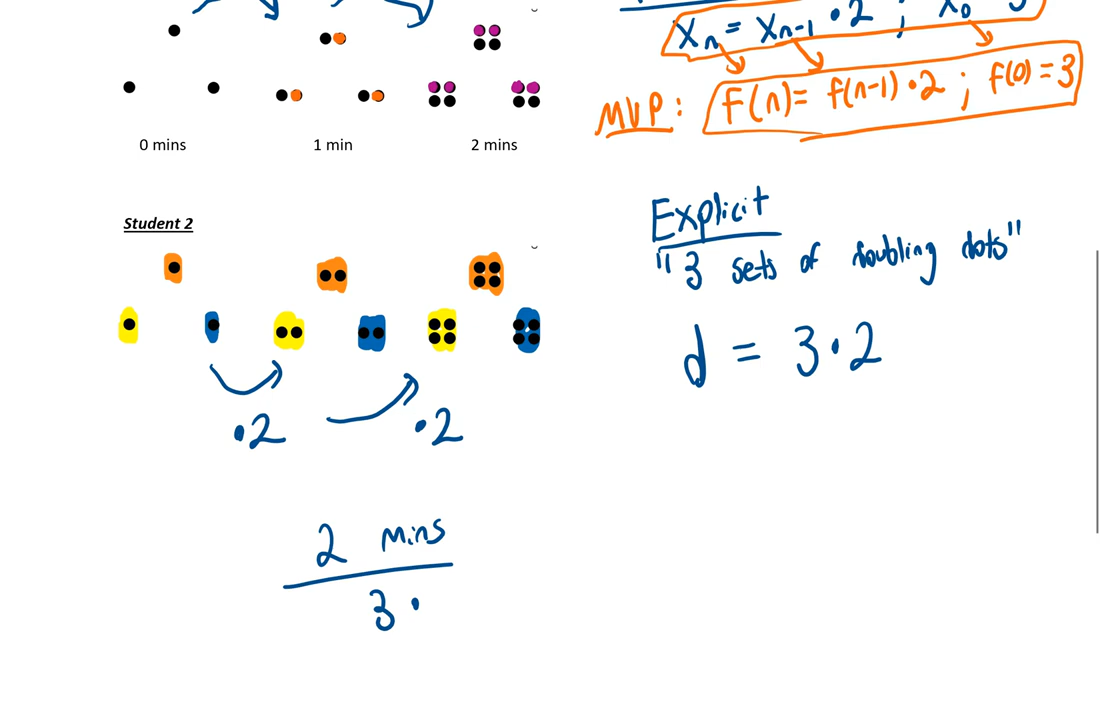 xₙ = xₙ₋₁ • 2 ;
MVP: f(n) = f(n-1) • 2 ; f(0) = 3
0 mins 1 min 2 mins
Student 2
Explicit
"3 sets of doubling dots"
d = 3 • 2
•2 •2
2 mins
3 •